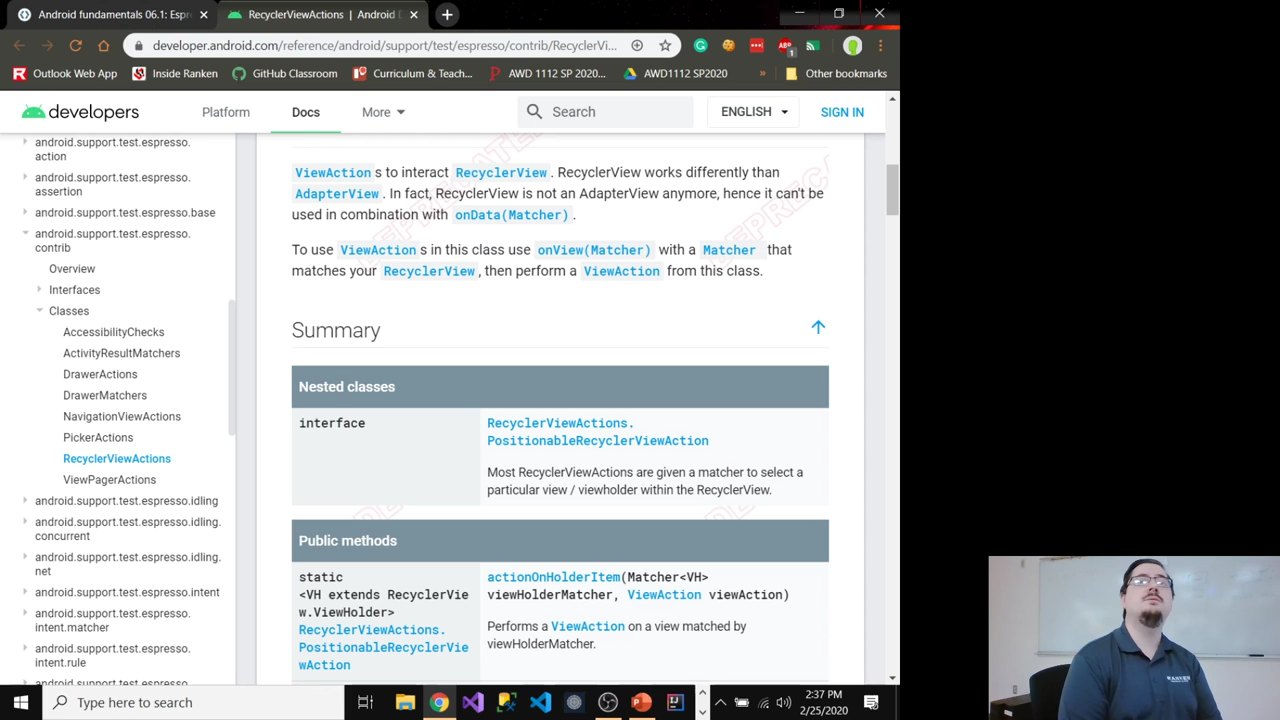 Android fundamentals 06.1: Espr
RecyclerViewActions | Android D
developer.android.com/reference/android/support/test/espresso/contrib/RecyclerVi...
Outlook Web App
Inside Ranken
GitHub Classroom
Curriculum & Teach...
AWD 1112 SP 2020...
AWD1112 SP2020
»
Other bookmarks
developers
Platform
Docs
More
Search
ENGLISH
SIGN IN
android.support.test.espresso.
action
android.support.test.espresso.
assertion
android.support.test.espresso.base
android.support.test.espresso.
contrib
Overview
Interfaces
Classes
AccessibilityChecks
ActivityResultMatchers
DrawerActions
DrawerMatchers
NavigationViewActions
PickerActions
RecyclerViewActions
ViewPagerActions
android.support.test.espresso.idling
android.support.test.espresso.idling.
concurrent
android.support.test.espresso.idling.
net
android.support.test.espresso.intent
android.support.test.espresso.
intent.matcher
android.support.test.espresso.
intent.rule
android.support.test.espresso.
ViewAction s to interact RecyclerView. RecyclerView works differently than
AdapterView. In fact, RecyclerView is not an AdapterView anymore, hence it can't be
used in combination with onData(Matcher).
To use ViewAction s in this class use onView(Matcher) with a Matcher that
matches your RecyclerView, then perform a ViewAction from this class.
Summary
Nested classes
interface
RecyclerViewActions.
PositionableRecyclerViewAction
Most RecyclerViewActions are given a matcher to select a
particular view / viewholder within the RecyclerView.
Public methods
static
<VH extends RecyclerVie
w.ViewHolder>
RecyclerViewActions.
PositionableRecyclerVie
wAction
actionOnHolderItem(Matcher<VH>
viewHolderMatcher, ViewAction viewAction)
Performs a ViewAction on a view matched by
viewHolderMatcher.
Type here to search
2:37 PM
2/25/2020
RANKEN